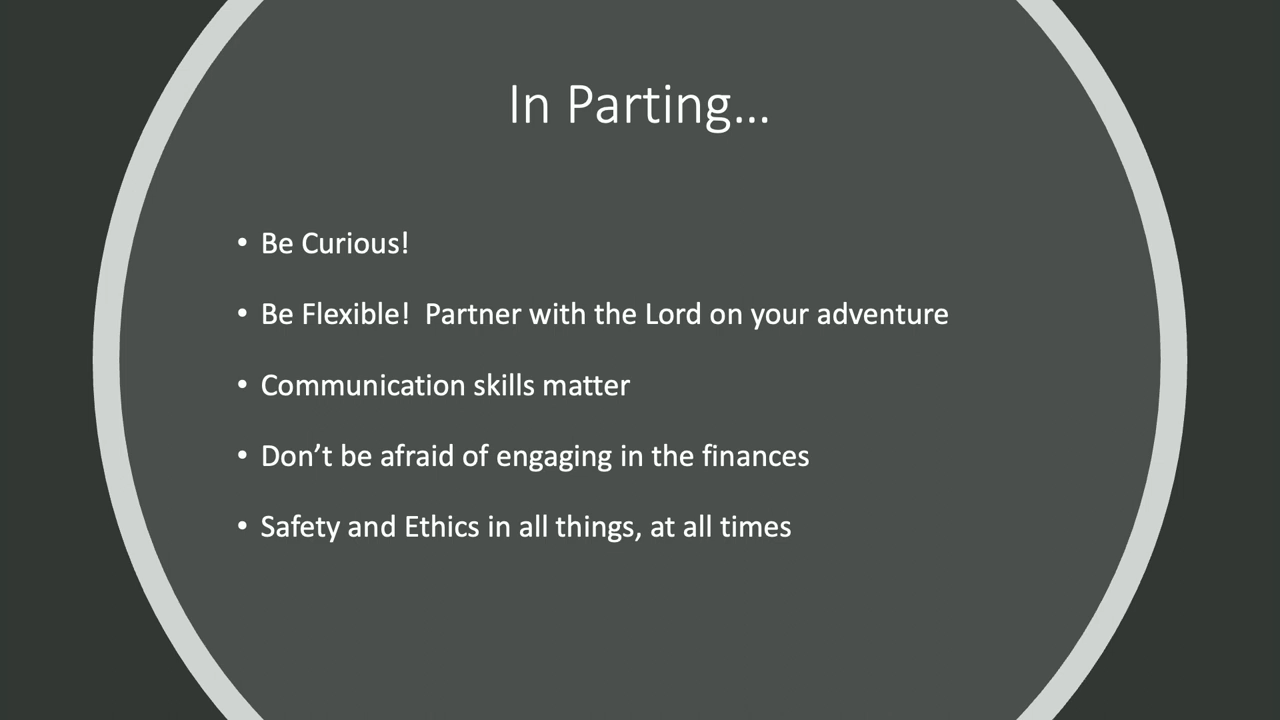 In Parting...
• Be Curious!
• Be Flexible!  Partner with the Lord on your adventure
• Communication skills matter
• Don’t be afraid of engaging in the finances
• Safety and Ethics in all things, at all times